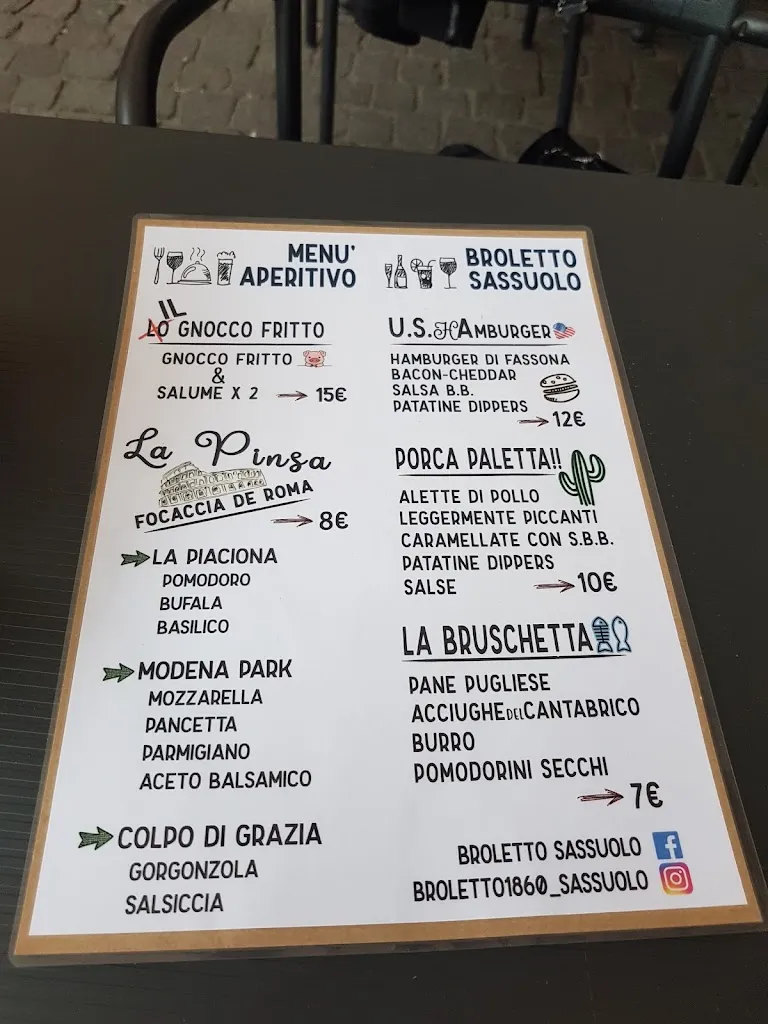 MENU'
APERITIVO
IL
LO GNOCCO FRITTO
GNOCCO FRITTO
&
SALUME X 2 15€
La Pinsa
FOCACCIA DE ROMA
8€
LA PIACIONA
POMODORO
BUFALA
BASILICO
MODENA PARK
MOZZARELLA
PANCETTA
PARMIGIANO
ACETO BALSAMICO
COLPO DI GRAZIA
GORGONZOLA
SALSICCIA
BROLETTO
SASSUOLO
U.S.HAMBURGER
HAMBURGER DI FASSONA
BACON-CHEDDAR
SALSA B.B.
PATATINE DIPPERS
12€
PORCA PALETTA!!
ALETTE DI POLLO
LEGGERMENTE PICCANTI
CARAMELLATE CON S.B.B.
PATATINE DIPPERS
SALSE 10€
LA BRUSCHETTA
PANE PUGLIESE
ACCIUGHE DEL CANTABRICO
BURRO
POMODORINI SECCHI
7€
BROLETTO SASSUOLO
BROLETTO1860_SASSUOLO